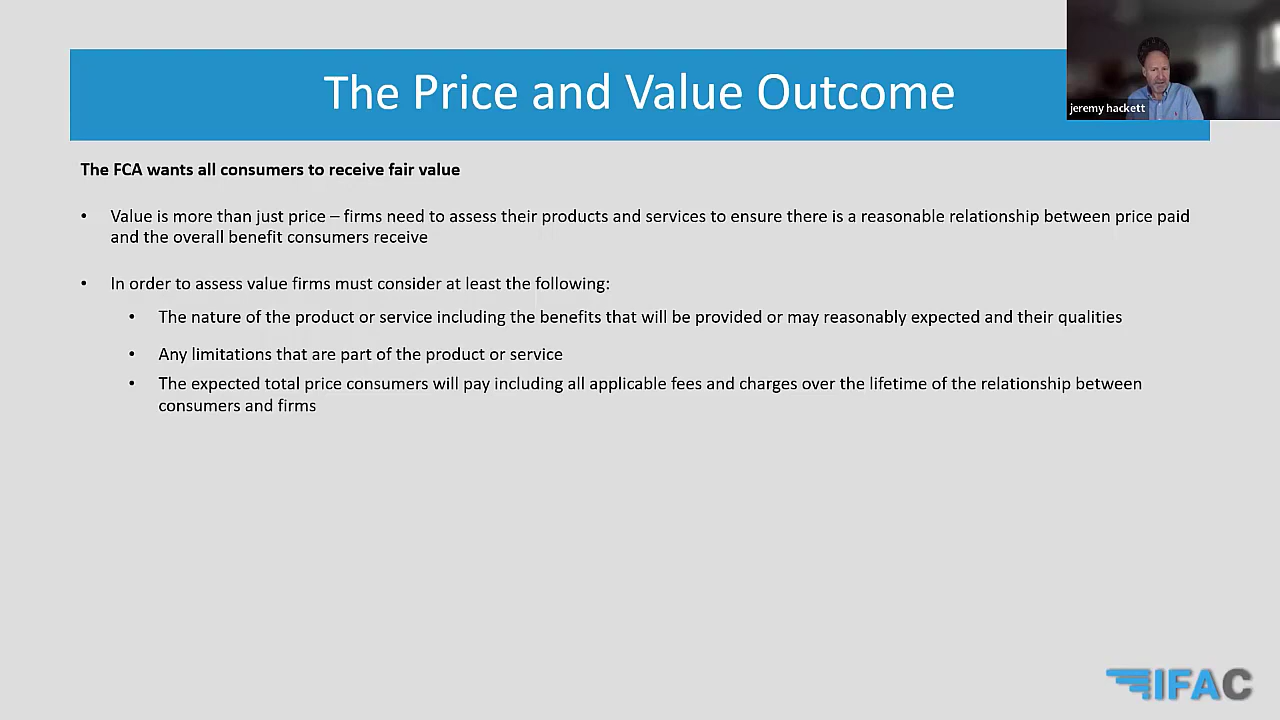 The Price and Value Outcome
jeremy hackett
The FCA wants all consumers to receive fair value
• Value is more than just price – firms need to assess their products and services to ensure there is a reasonable relationship between price paid
and the overall benefit consumers receive
• In order to assess value firms must consider at least the following:
• The nature of the product or service including the benefits that will be provided or may reasonably expected and their qualities
• Any limitations that are part of the product or service
• The expected total price consumers will pay including all applicable fees and charges over the lifetime of the relationship between
consumers and firms
IFAC